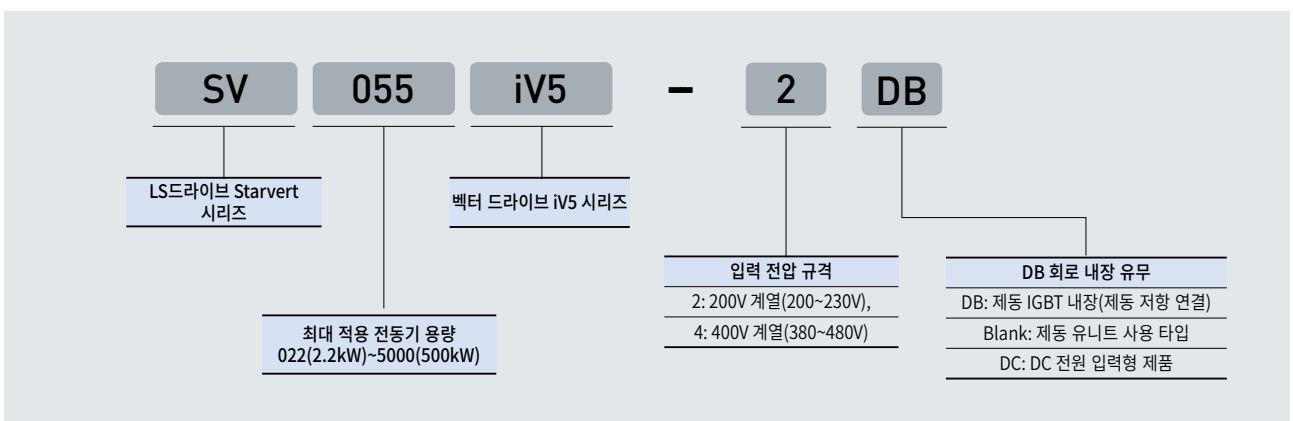 SV 055 iV5 - 2 DB
LS드라이브 Starvert
시리즈
벡터 드라이브 iV5 시리즈
최대 적용 전동기 용량
022(2.2kW)~5000(500kW)
입력 전압 규격
2: 200V 계열(200~230V),
4: 400V 계열(380~480V)
DB 회로 내장 유무
DB: 제동 IGBT 내장(제동 저항 연결)
Blank: 제동 유니트 사용 타입
DC: DC 전원 입력형 제품